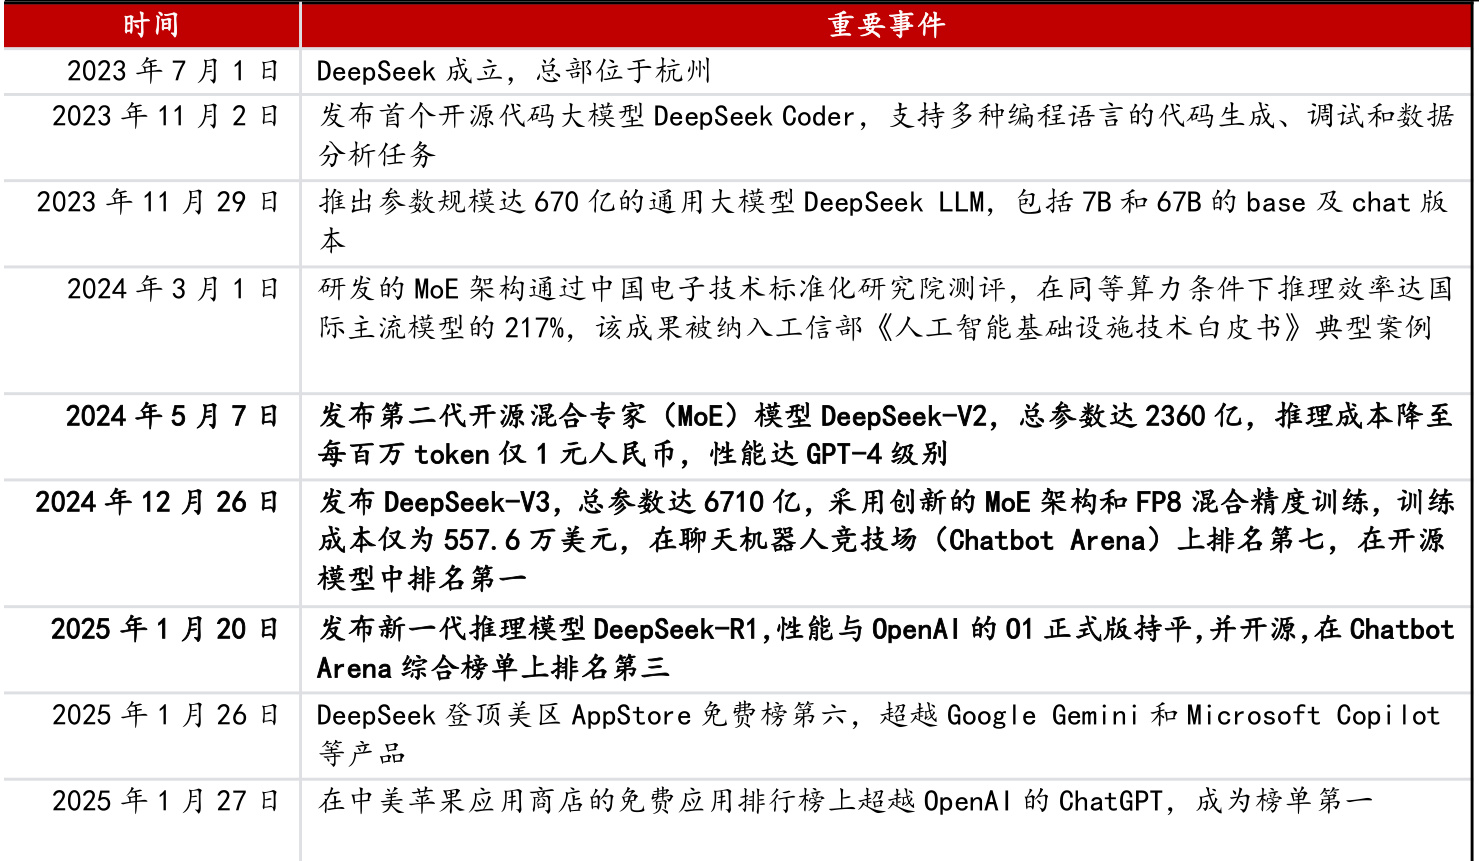 时间 重要事件
2023 年 7 月 1 日 DeepSeek 成立，总部位于杭州
2023 年 11 月 2 日 发布首个开源代码大模型 DeepSeek Coder，支持多种编程语言的代码生成、调试和数据
分析任务
2023 年 11 月 29 日 推出参数规模达 670 亿的通用大模型 DeepSeek LLM，包括 7B 和 67B 的 base 及 chat 版
本
2024 年 3 月 1 日 研发的 MoE 架构通过中国电子技术标准化研究院测评，在同等算力条件下推理效率达国
际主流模型的 217%，该成果被纳入工信部《人工智能基础设施技术白皮书》典型案例
2024 年 5 月 7 日 发布第二代开源混合专家（MoE）模型 DeepSeek-V2，总参数达 2360 亿，推理成本降至
每百万 token 仅 1 元人民币，性能达 GPT-4 级别
2024 年 12 月 26 日 发布 DeepSeek-V3，总参数达 6710 亿，采用创新的 MoE 架构和 FP8 混合精度训练，训练
成本仅为 557.6 万美元，在聊天机器人竞技场（Chatbot Arena）上排名第七，在开源
模型中排名第一
2025 年 1 月 20 日 发布新一代推理模型 DeepSeek-R1,性能与 OpenAI 的 O1 正式版持平,并开源,在 Chatbot
Arena 综合榜单上排名第三
2025 年 1 月 26 日 DeepSeek 登顶美区 AppStore 免费榜第六，超越 Google Gemini 和 Microsoft Copilot
等产品
2025 年 1 月 27 日 在中美苹果应用商店的免费应用排行榜上超越 OpenAI 的 ChatGPT，成为榜单第一